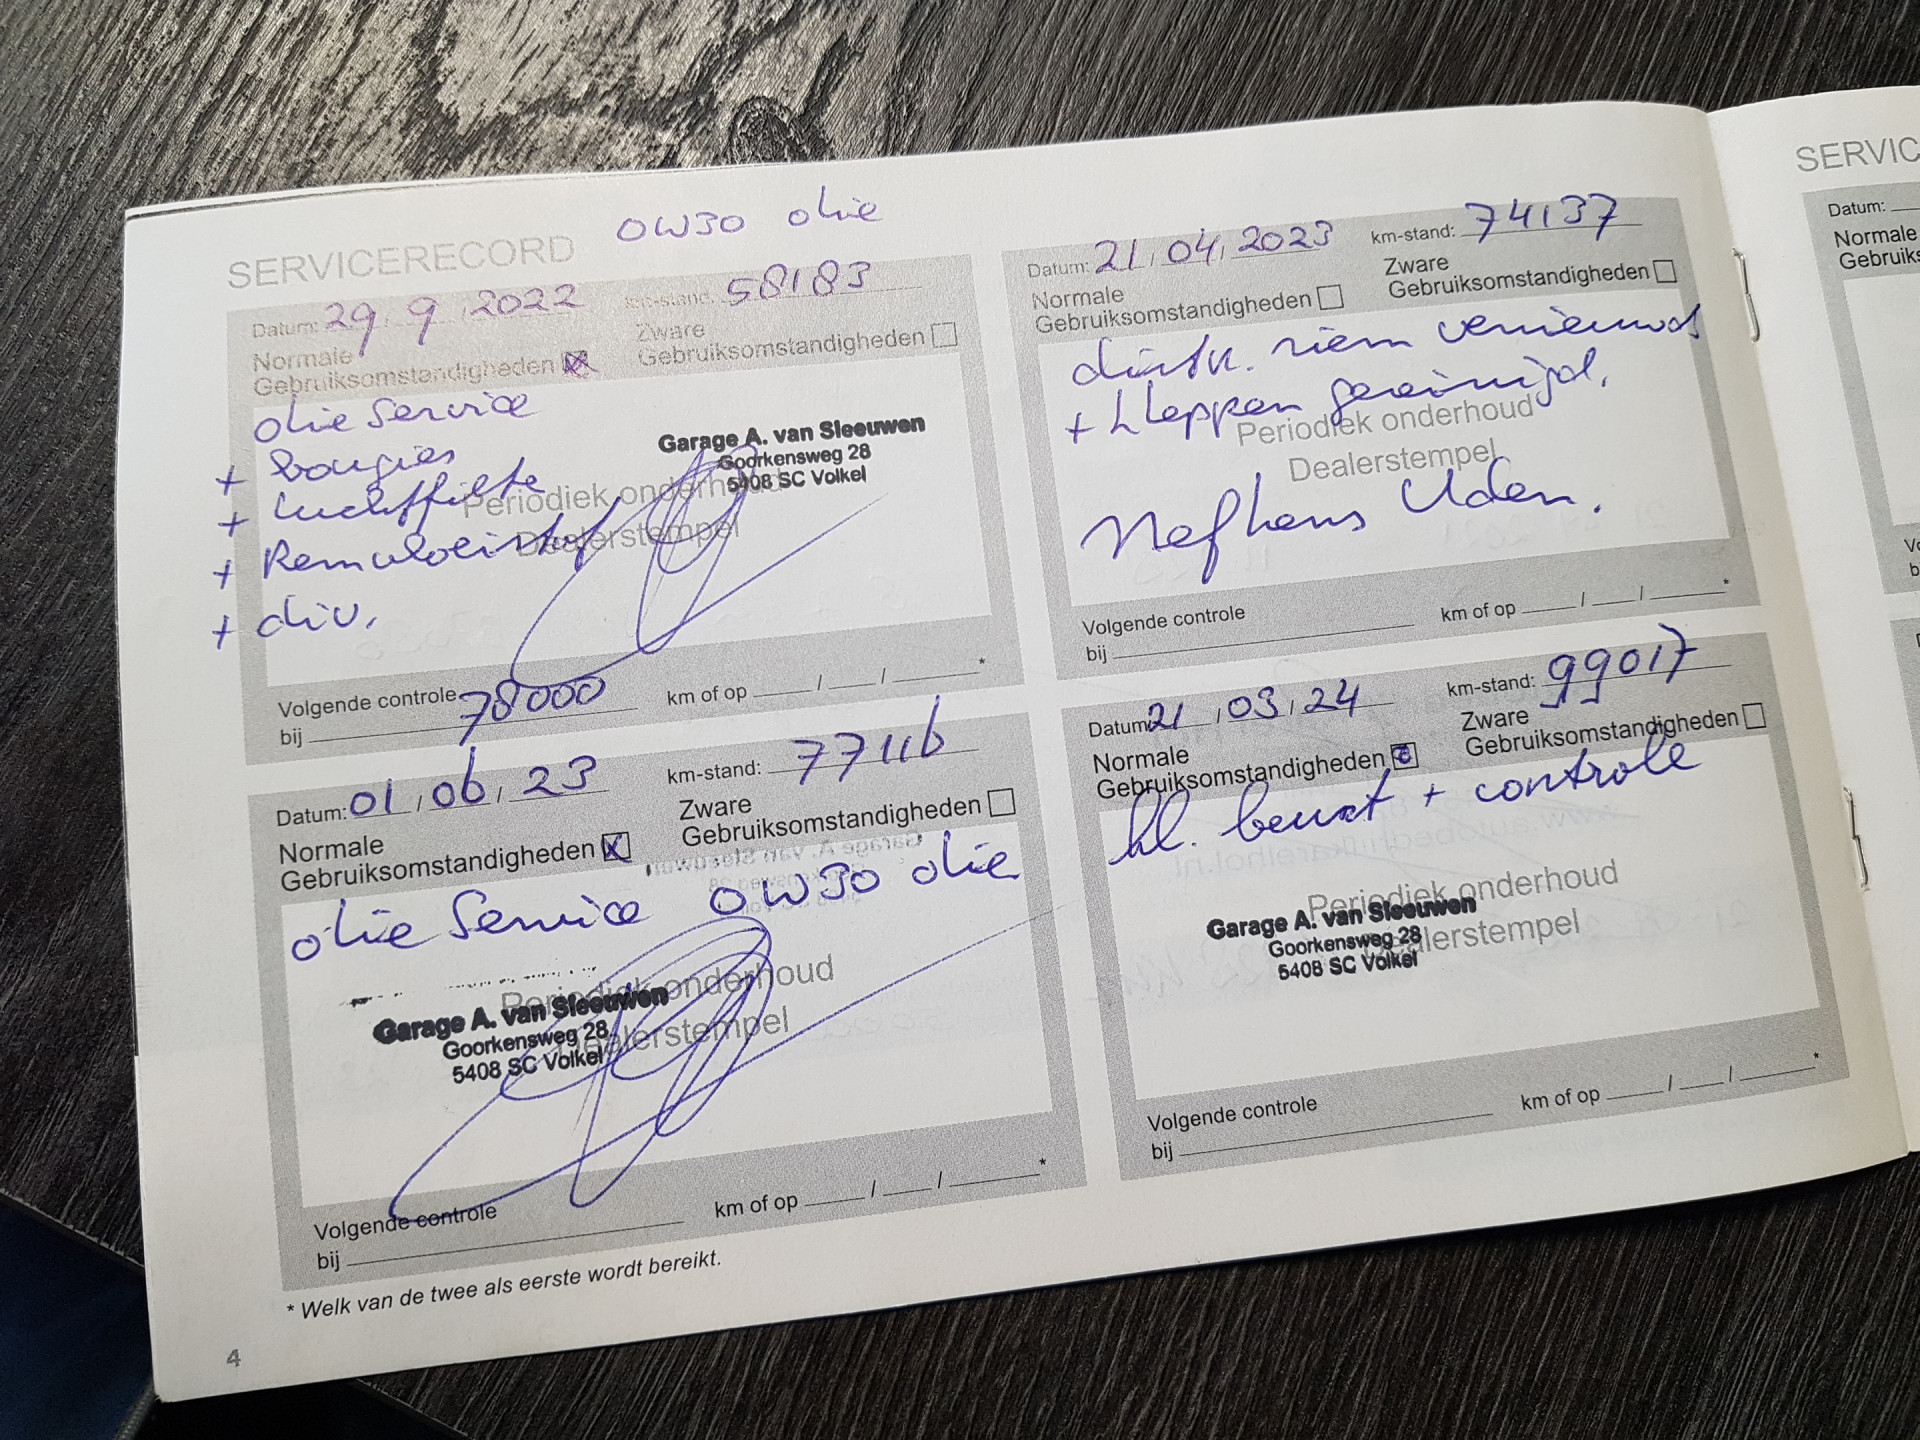 SERVICERECORD
0W30 olie
Datum: 29 / 9 / 2022 km-stand: 58183
Normale Zware
Gebruiksomstandigheden Gebruiksomstandigheden
olie Service
+ bougies
+ Luchtfilter
+ Remvloeistof
+ div.
Garage A. van Sleeuwen
Goorkensweg 28
5408 SC Volkel
Periodiek onderhoud
Dealerstempel
Volgende controle
bij 78000 km of op / / *
Datum: 01 / 06 / 23 km-stand: 77116
Normale Zware
Gebruiksomstandigheden Gebruiksomstandigheden
olie Service 0W30 olie
Periodiek onderhoud
Dealerstempel
Garage A. van Sleeuwen
Goorkensweg 28
5408 SC Volkel
Volgende controle
bij km of op / / *
* Welk van de twee als eerste wordt bereikt.
4
Datum: 21 / 04 / 2023 km-stand: 74137
Normale Zware
Gebruiksomstandigheden Gebruiksomstandigheden
distr. riem vernieuwd
+ kleppen gereinigd.
Periodiek onderhoud
Dealerstempel
Nefkens Uden.
Volgende controle
bij km of op / / *
Datum: 21 / 03 / 24 km-stand: 99017
Normale Zware
Gebruiksomstandigheden Gebruiksomstandigheden
kl. beurt + controle
Periodiek onderhoud
Dealerstempel
Garage A. van Sleeuwen
Goorkensweg 28
5408 SC Volkel
Volgende controle
bij km of op / / *
SERVIC
Datum:
Normale
Gebruiks